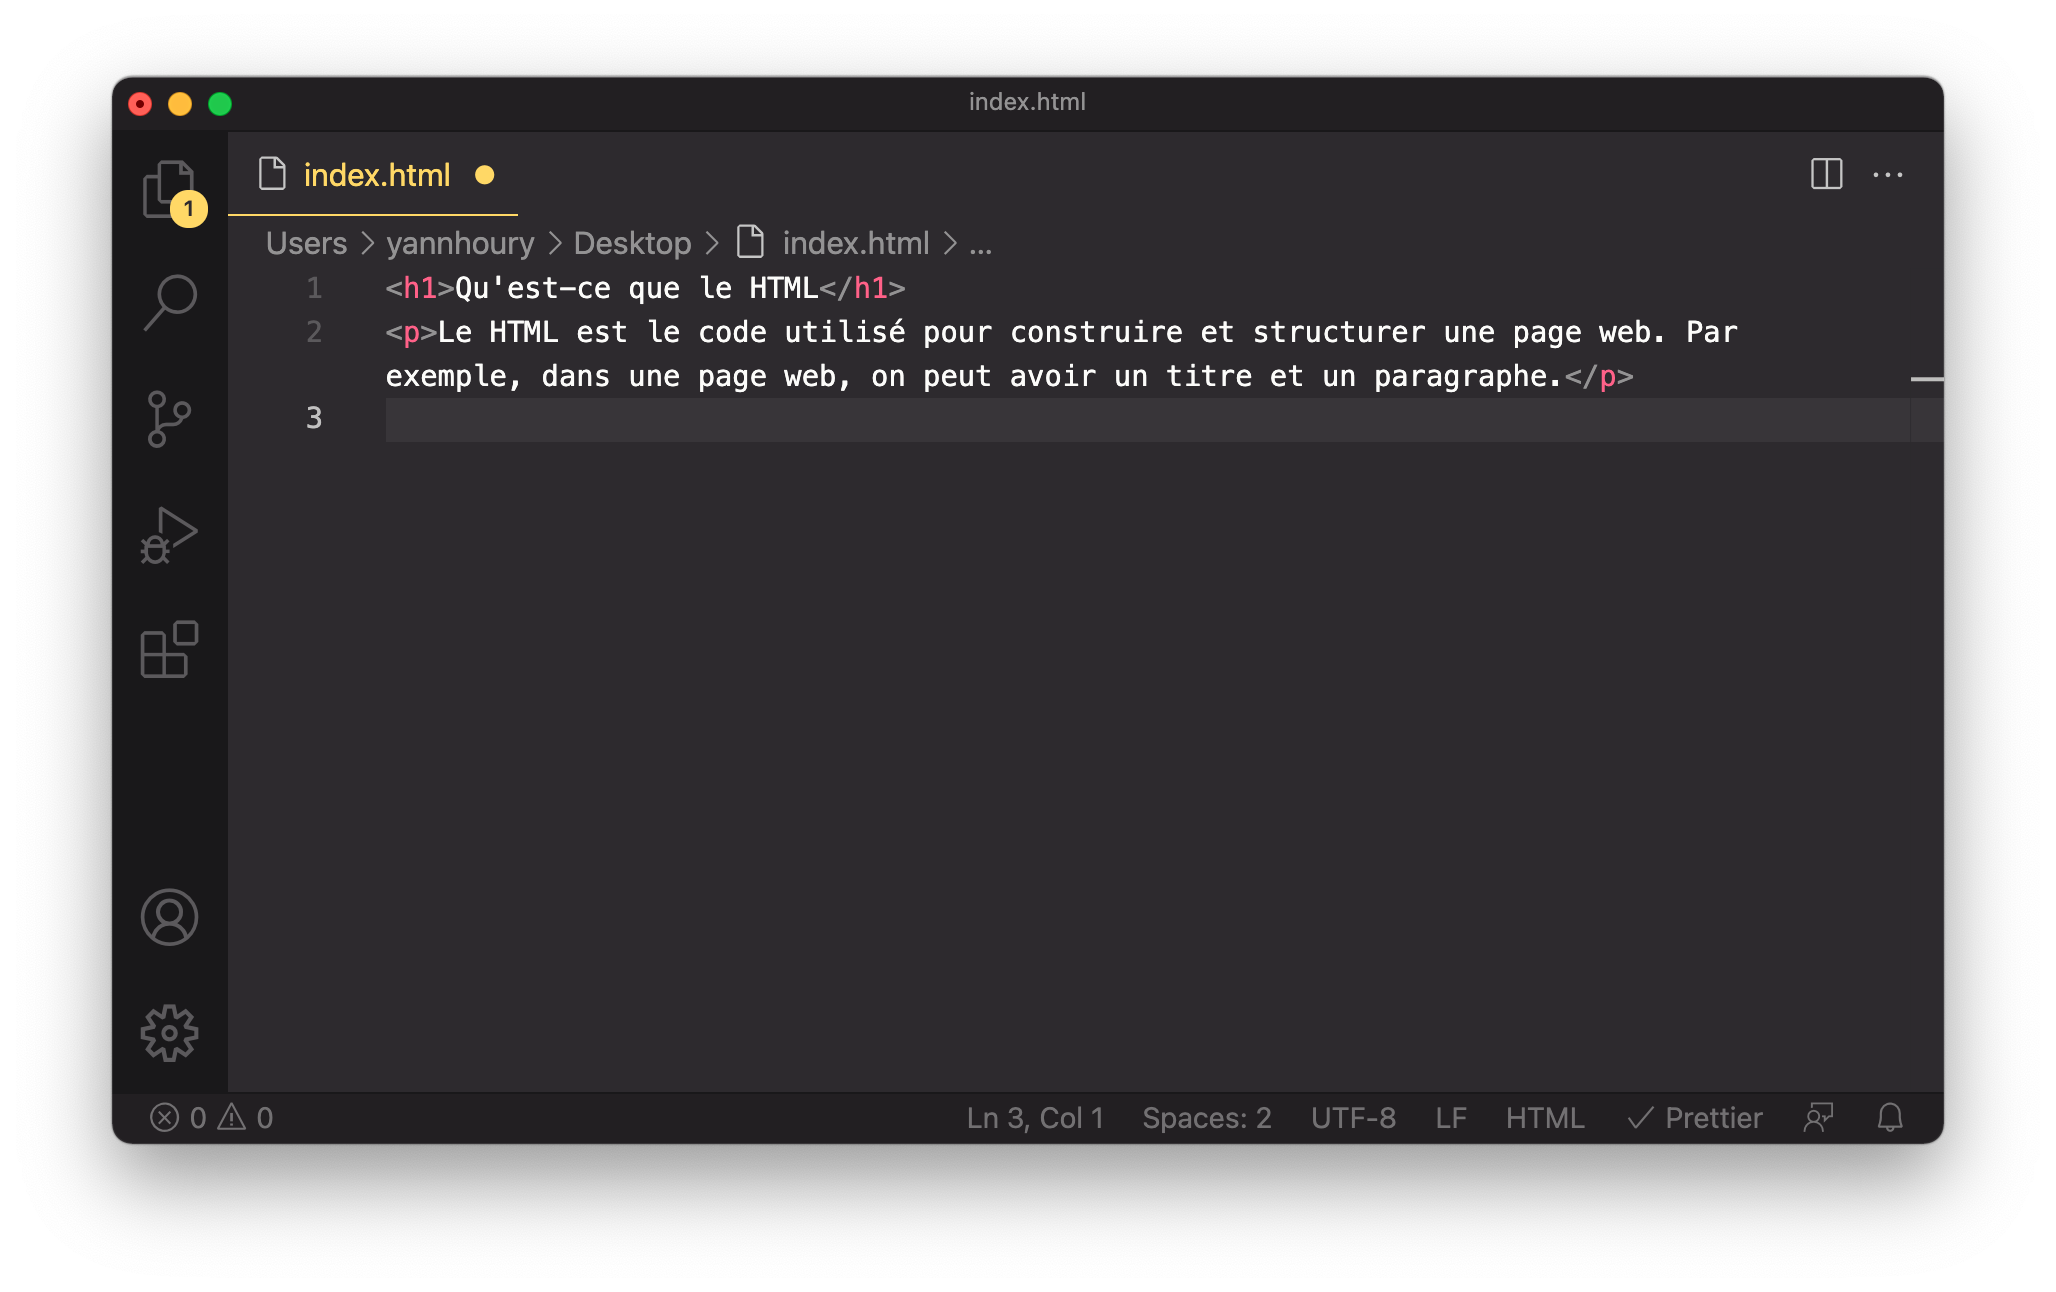 index.html
index.html
1
Users > yannhoury > Desktop > index.html > ...
1 <h1>Qu'est-ce que le HTML</h1>
2 <p>Le HTML est le code utilisé pour construire et structurer une page web. Par
exemple, dans une page web, on peut avoir un titre et un paragraphe.</p>
3
0 0 Ln 3, Col 1 Spaces: 2 UTF-8 LF HTML Prettier